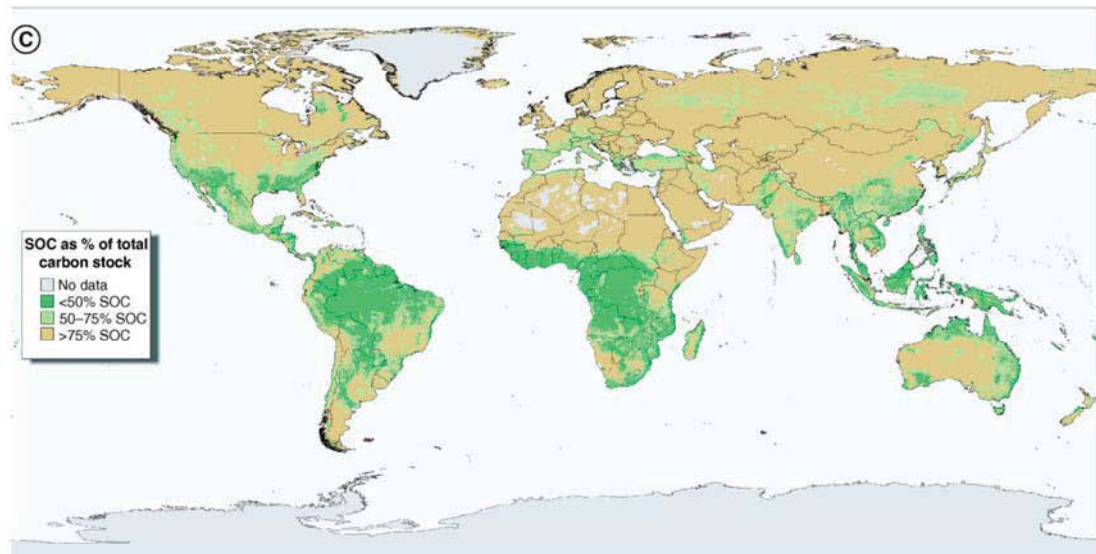 C
SOC as % of total
carbon stock
No data
<50% SOC
50–75% SOC
>75% SOC